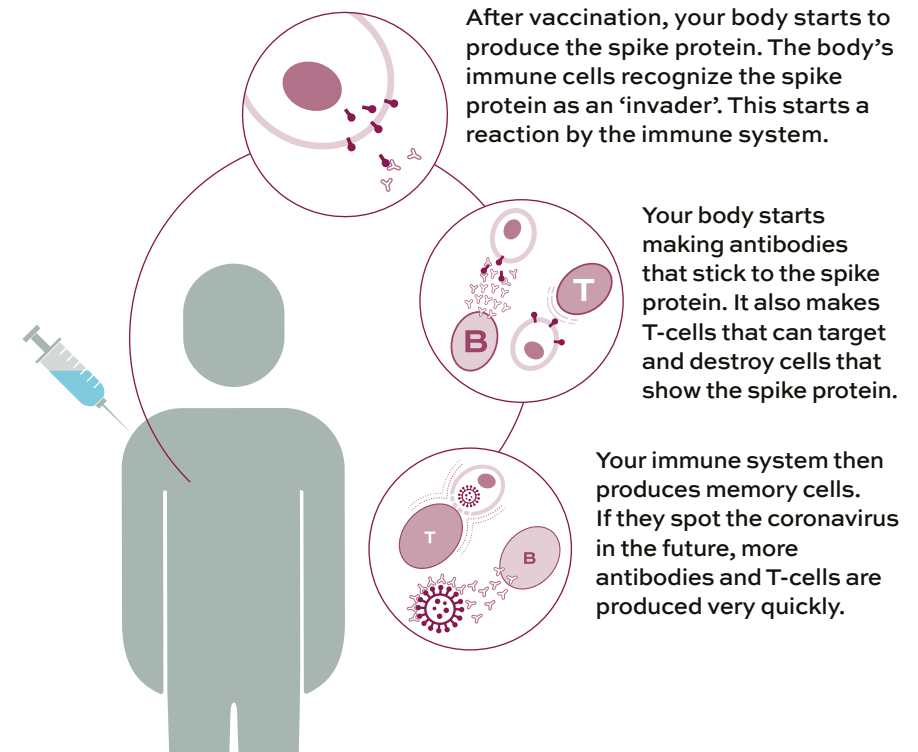 After vaccination, your body starts to
produce the spike protein. The body’s
immune cells recognize the spike
protein as an ‘invader’. This starts a
reaction by the immune system.
Your body starts
making antibodies
that stick to the spike
protein. It also makes
T-cells that can target
and destroy cells that
show the spike protein.
T
B
Your immune system then
produces memory cells.
If they spot the coronavirus
in the future, more
antibodies and T-cells are
produced very quickly.
T
B